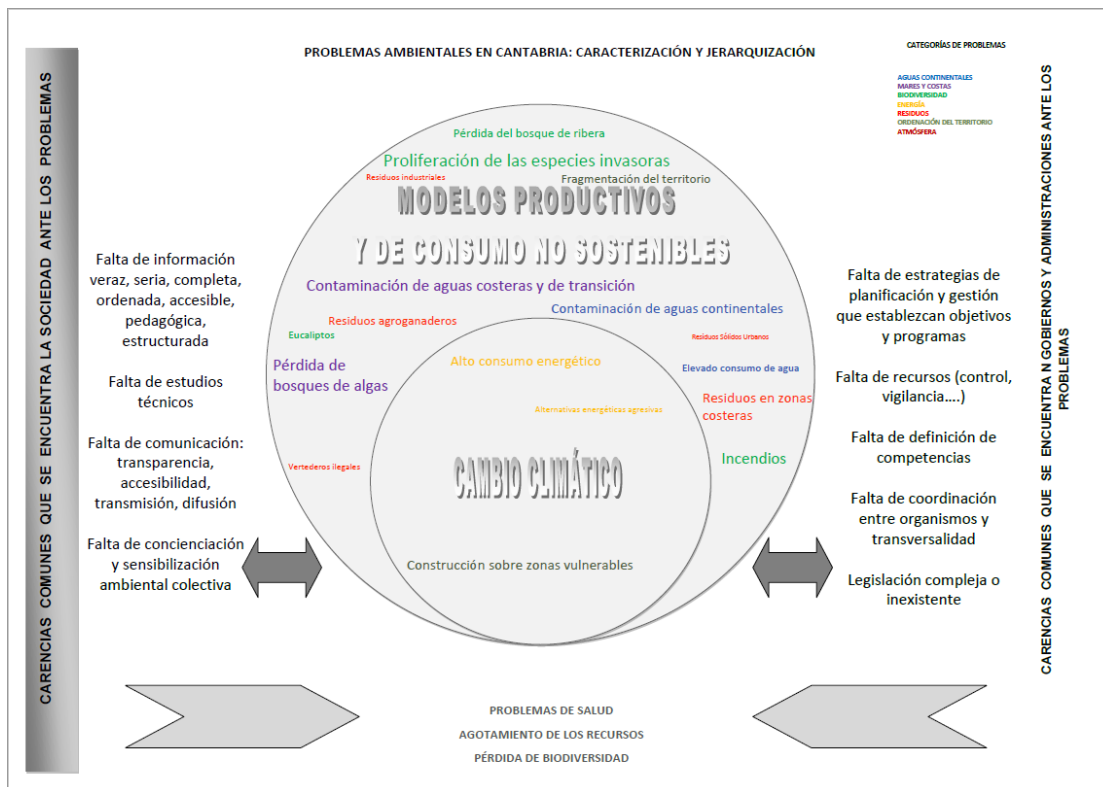 PROBLEMAS AMBIENTALES EN CANTABRIA: CARACTERIZACIÓN Y JERARQUIZACIÓN
CATEGORÍAS DE PROBLEMAS
AGUAS CONTINENTALES
MARES Y COSTAS
BIODIVERSIDAD
ENERGÍA
RESIDUOS
ORDENACIÓN DEL TERRITORIO
ATMÓSFERA
CARENCIAS COMUNES QUE SE ENCUENTRA LA SOCIEDAD ANTE LOS PROBLEMAS
Falta de información
veraz, seria, completa,
ordenada, accesible,
pedagógica,
estructurada
Falta de estudios
técnicos
Falta de comunicación:
transparencia,
accesibilidad,
transmisión, difusión
Falta de concienciación
y sensibilización
ambiental colectiva
Pérdida del bosque de ribera
Proliferación de las especies invasoras
Residuos industriales
Fragmentación del territorio
MODELOS PRODUCTIVOS
Y DE CONSUMO NO SOSTENIBLES
Contaminación de aguas costeras y de transición
Contaminación de aguas continentales
Residuos agroganaderos
Eucaliptos
Residuos Sólidos Urbanos
Pérdida de
bosques de algas
Alto consumo energético
Elevado consumo de agua
Residuos en zonas
costeras
Alternativas energéticas agresivas
Vertederos ilegales
Incendios
CAMBIO CLIMÁTICO
Construcción sobre zonas vulnerables
Falta de estrategias de
planificación y gestión
que establezcan objetivos
y programas
Falta de recursos (control,
vigilancia....)
Falta de definición de
competencias
Falta de coordinación
entre organismos y
transversalidad
Legislación compleja o
inexistente
CARENCIAS COMUNES QUE SE ENCUENTRA N GOBIERNOS Y ADMINISTRACIONES ANTE LOS
PROBLEMAS
PROBLEMAS DE SALUD
AGOTAMIENTO DE LOS RECURSOS
PÉRDIDA DE BIODIVERSIDAD